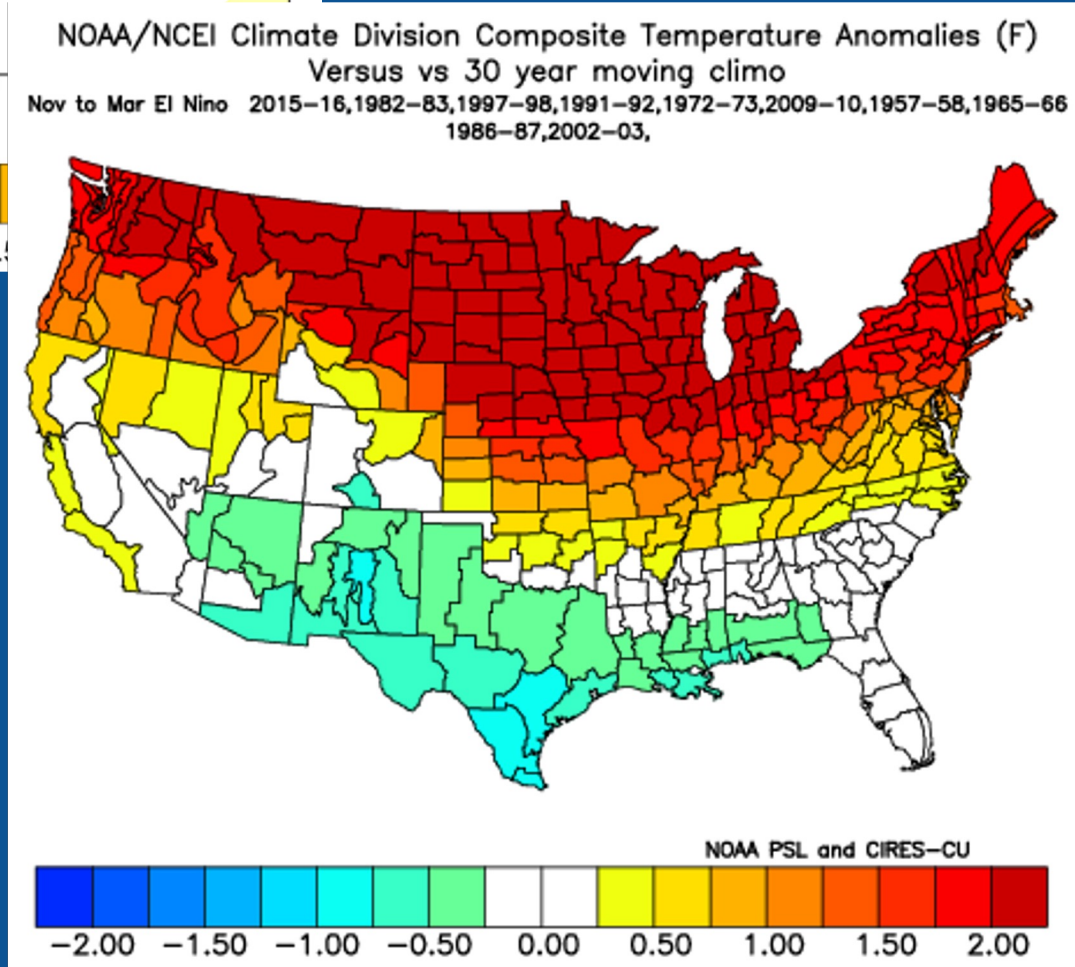 NOAA/NCEI Climate Division Composite Temperature Anomalies (F)
Versus vs 30 year moving climo
Nov to Mar El Nino 2015-16,1982-83,1997-98,1991-92,1972-73,2009-10,1957-58,1965-66
1986-87,2002-03,
NOAA PSL and CIRES-CU
-2.00 -1.50 -1.00 -0.50 0.00 0.50 1.00 1.50 2.00